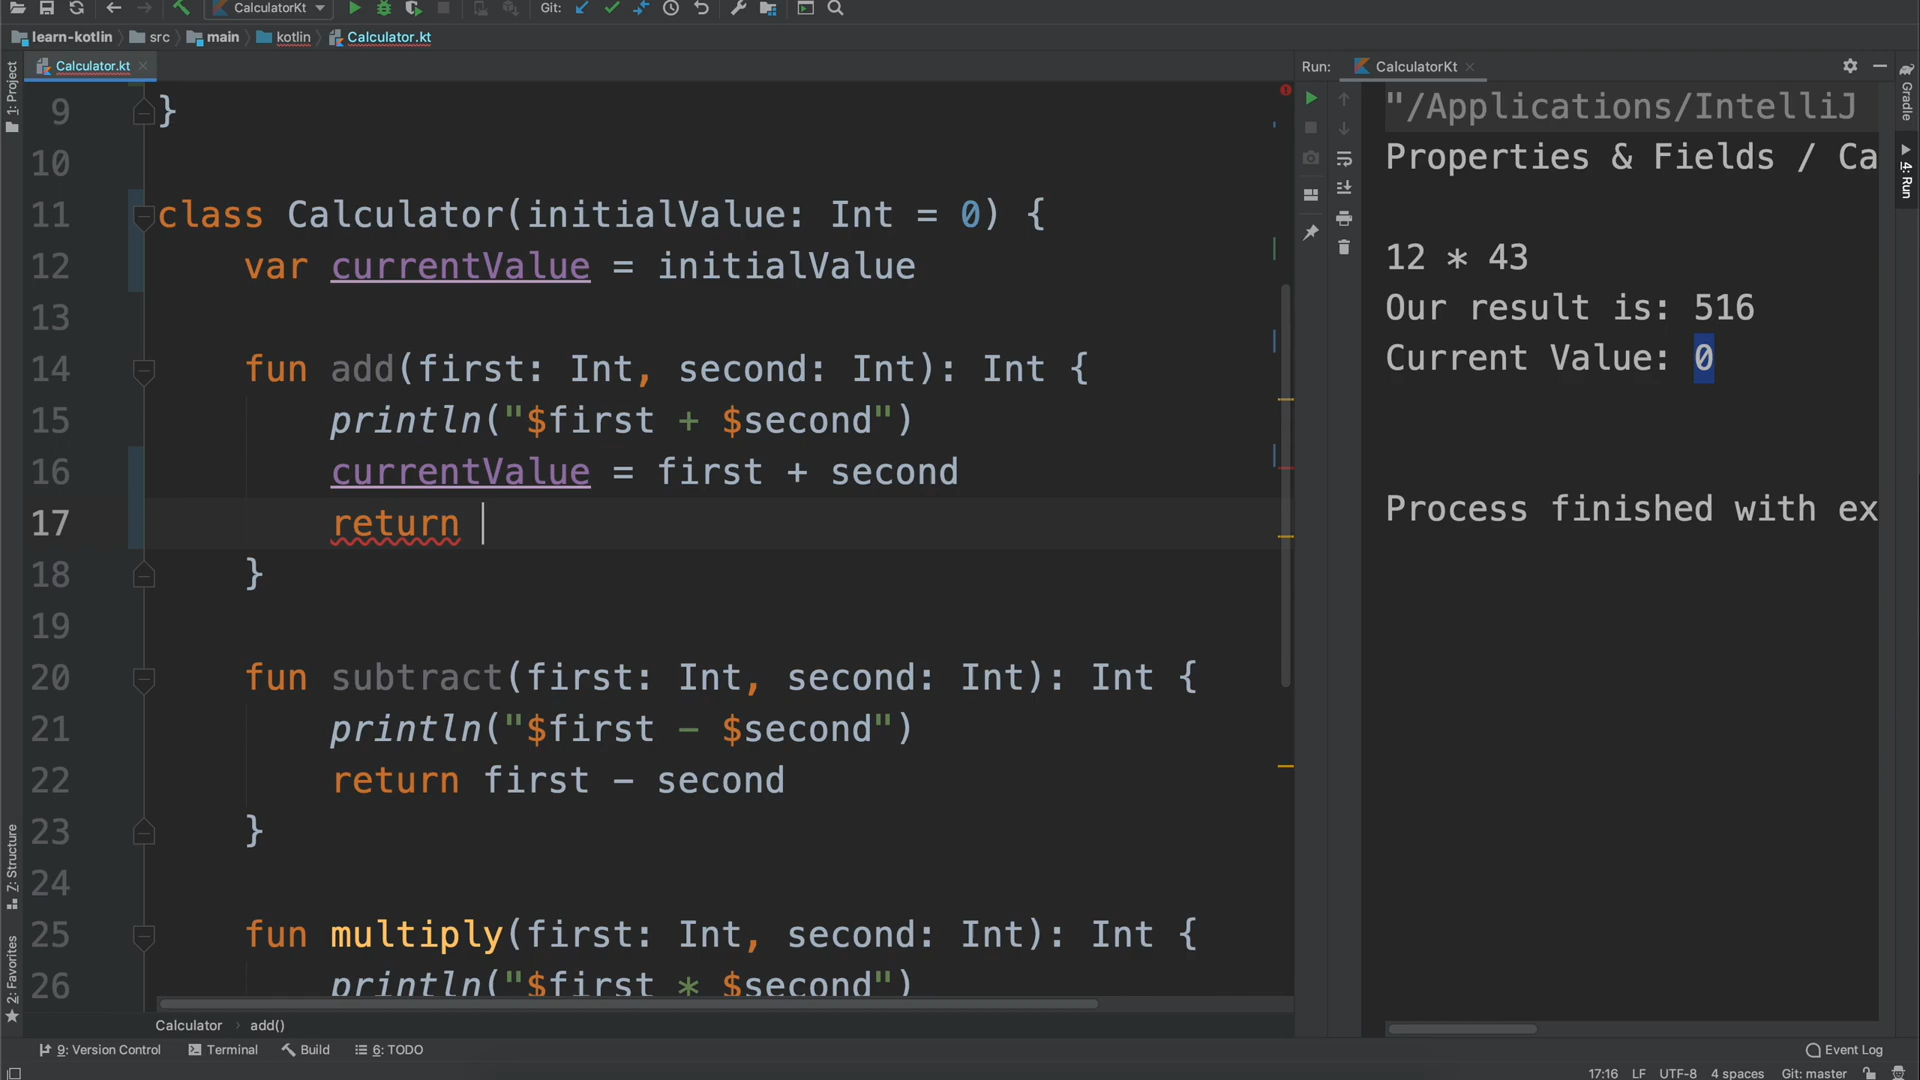 CalculatorKt
Git:
learn-kotlin
src
main
kotlin
Calculator.kt
Calculator.kt
1: Project
Z: Structure
2: Favorites
9 }
10
11 class Calculator(initialValue: Int = 0) {
12 var currentValue = initialValue
13
14 fun add(first: Int, second: Int): Int {
15 println("$first + $second")
16 currentValue = first + second
17 return
18 }
19
20 fun subtract(first: Int, second: Int): Int {
21 println("$first - $second")
22 return first - second
23 }
24
25 fun multiply(first: Int, second: Int): Int {
26 println("$first * $second")
Calculator
add()
Run:
CalculatorKt
"/Applications/IntelliJ
Properties & Fields / Ca
12 * 43
Our result is: 516
Current Value: 0
Process finished with ex
Gradle
4: Run
9: Version Control
Terminal
Build
6: TODO
Event Log
17:16
LF
UTF-8
4 spaces
Git: master